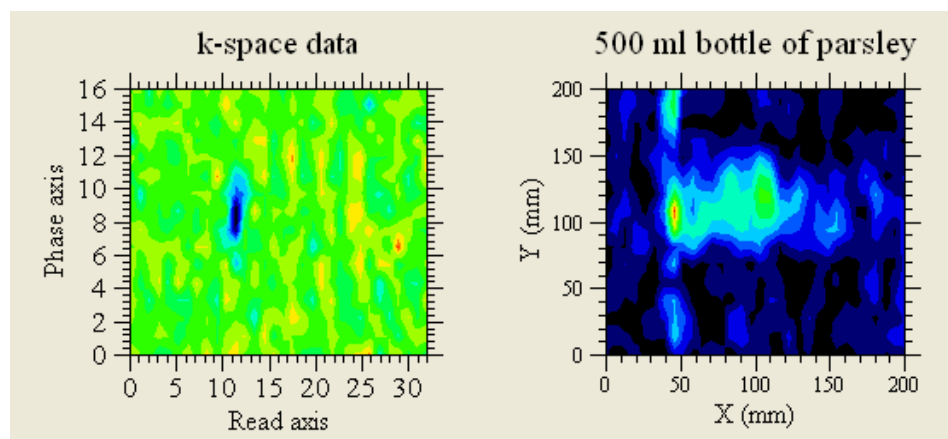 k-space data
16
14
12
10
8
6
4
2
0
Phase axis
0 5 10 15 20 25 30
Read axis
500 ml bottle of parsley
200
150
100
50
0
Y (mm)
0 50 100 150 200
X (mm)